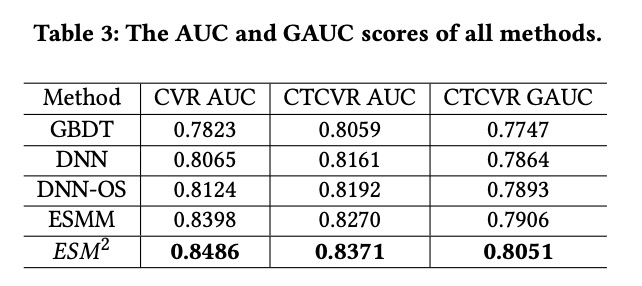 Table 3: The AUC and GAUC scores of all methods.
Method CVR AUC CTCVR AUC CTCVR GAUC
GBDT 0.7823 0.8059 0.7747
DNN 0.8065 0.8161 0.7864
DNN-OS 0.8124 0.8192 0.7893
ESMM 0.8398 0.8270 0.7906
ESM² 0.8486 0.8371 0.8051